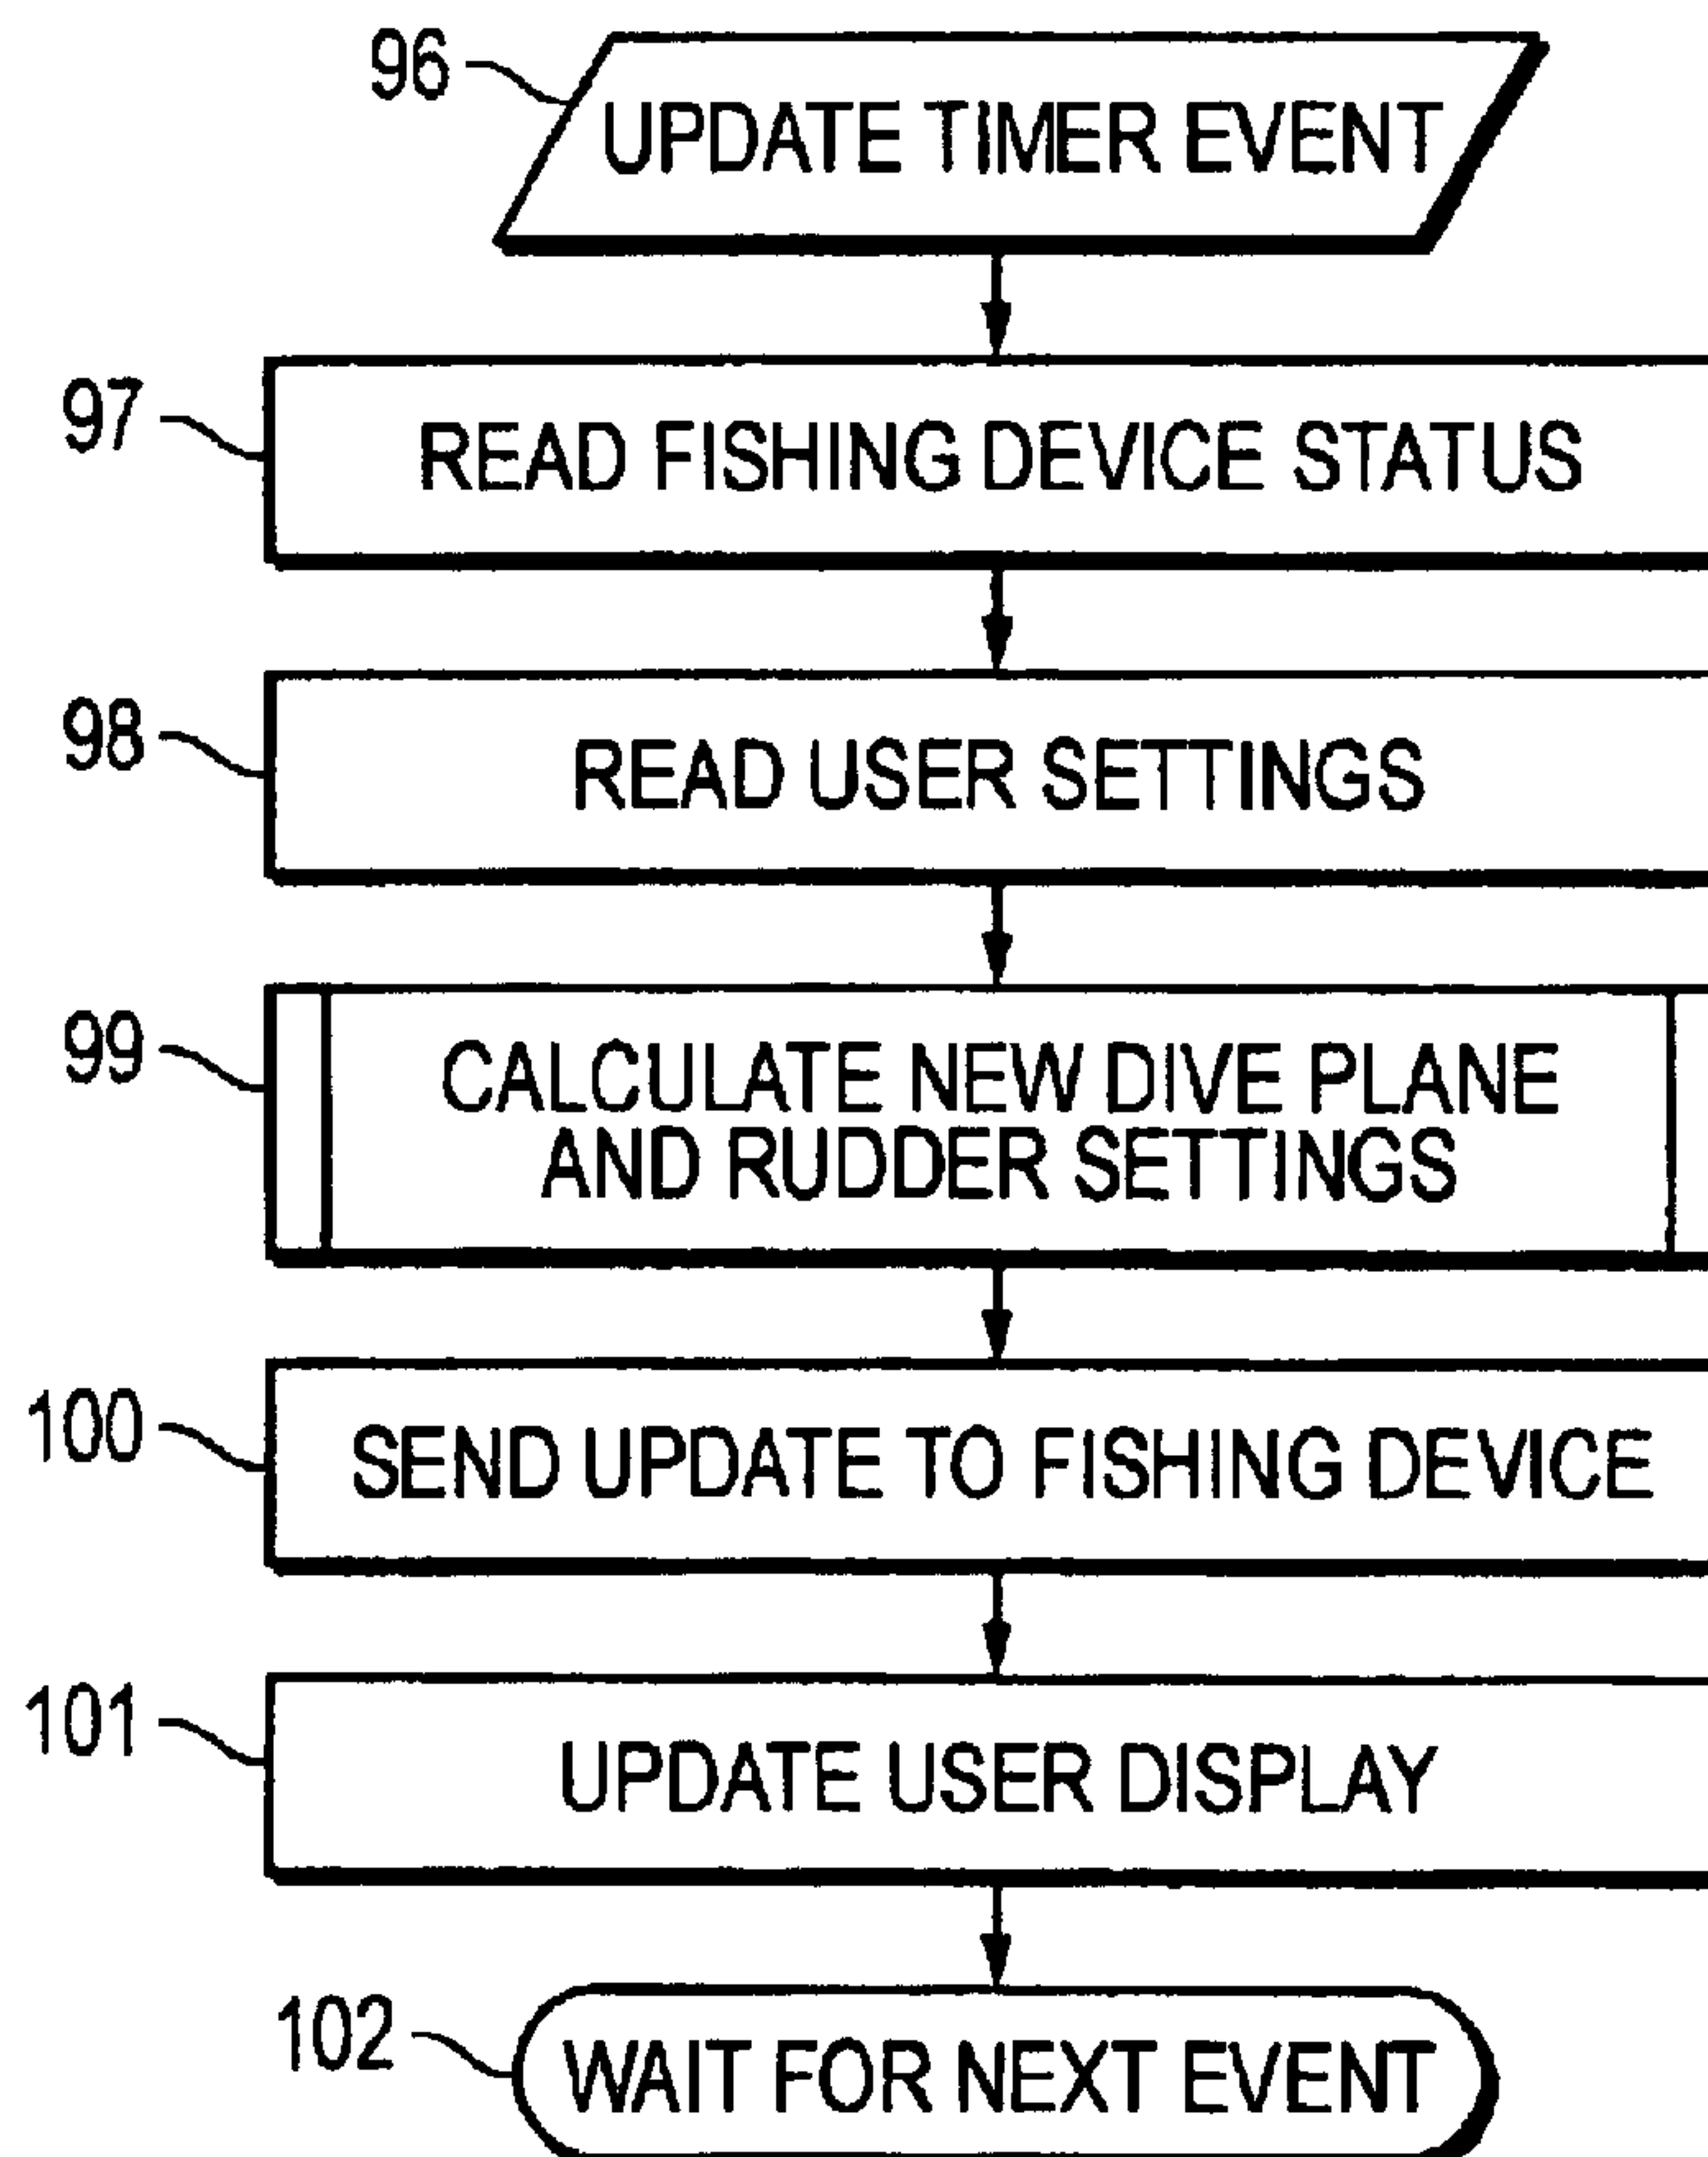 96
UPDATE TIMER EVENT
97
READ FISHING DEVICE STATUS
98
READ USER SETTINGS
99
CALCULATE NEW DIVE PLANE
AND RUDDER SETTINGS
100
SEND UPDATE TO FISHING DEVICE
101
UPDATE USER DISPLAY
102
WAIT FOR NEXT EVENT